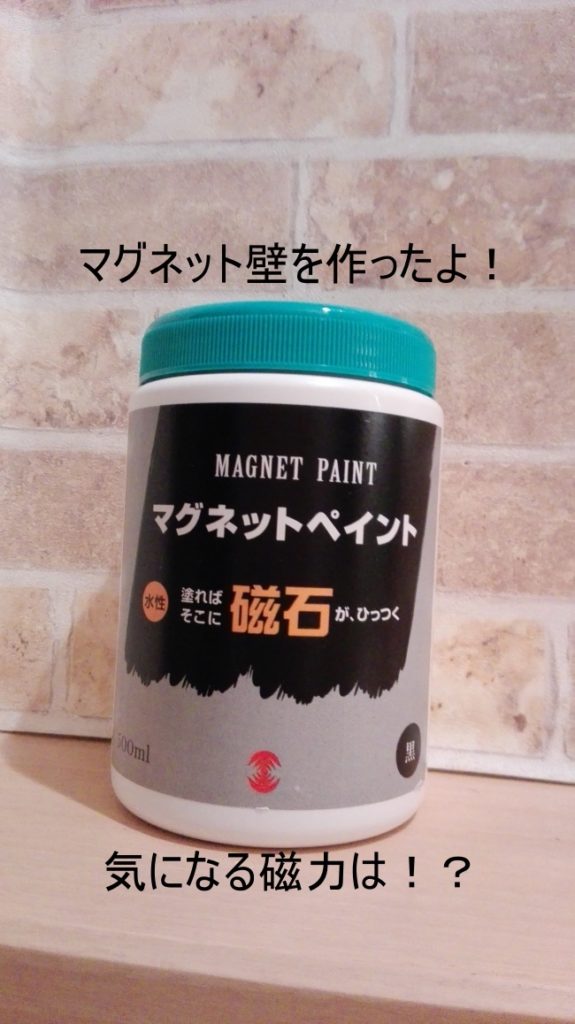 マグネット壁を作ったよ！
MAGNET PAINT
マグネットペイント
水性
塗れば
そこに
磁石が、ひっつく
500ml
黒
気になる磁力は！？